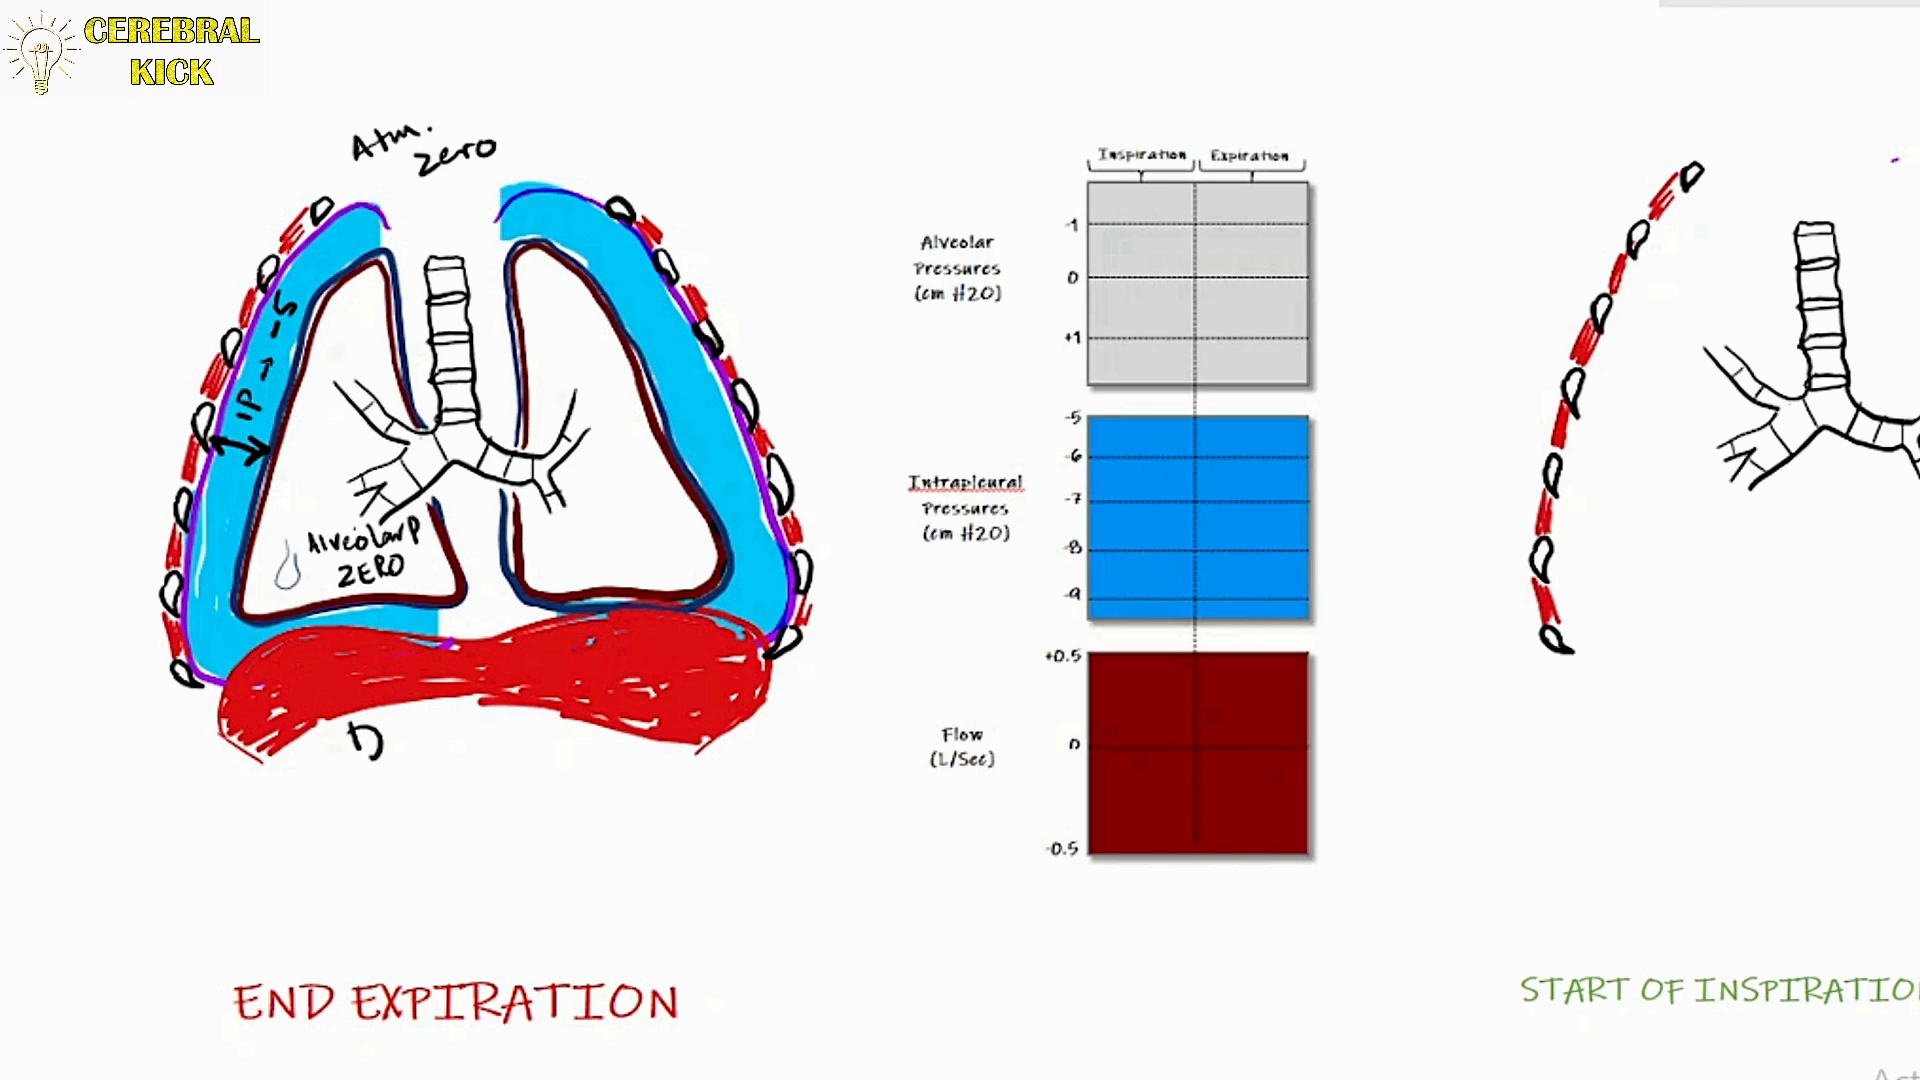 CEREBRAL
KICK
Atm.
zero
IP → -5
Alveolar P
ZERO
D
END EXPIRATION
Inspiration Expiration
Alveolar
Pressures
(cm H2O)
-1
0
+1
Intrapleural
Pressures
(cm H2O)
-5
-6
-7
-8
-9
Flow
(L/Sec)
+0.5
0
-0.5
START OF INSPIRATIO